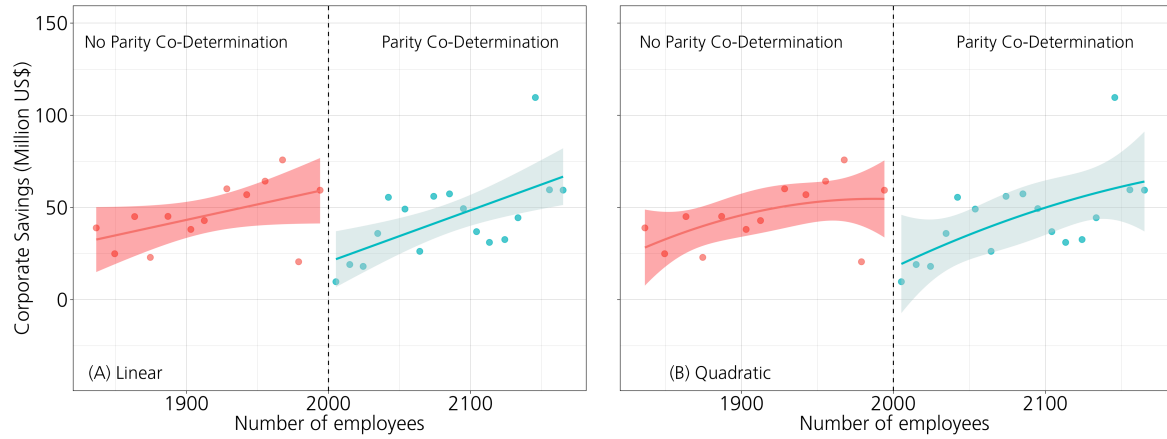 Corporate Savings (Million US$)
150
100
50
0
No Parity Co-Determination
Parity Co-Determination
(A) Linear
1900
2000
2100
Number of employees
No Parity Co-Determination
Parity Co-Determination
(B) Quadratic
1900
2000
2100
Number of employees